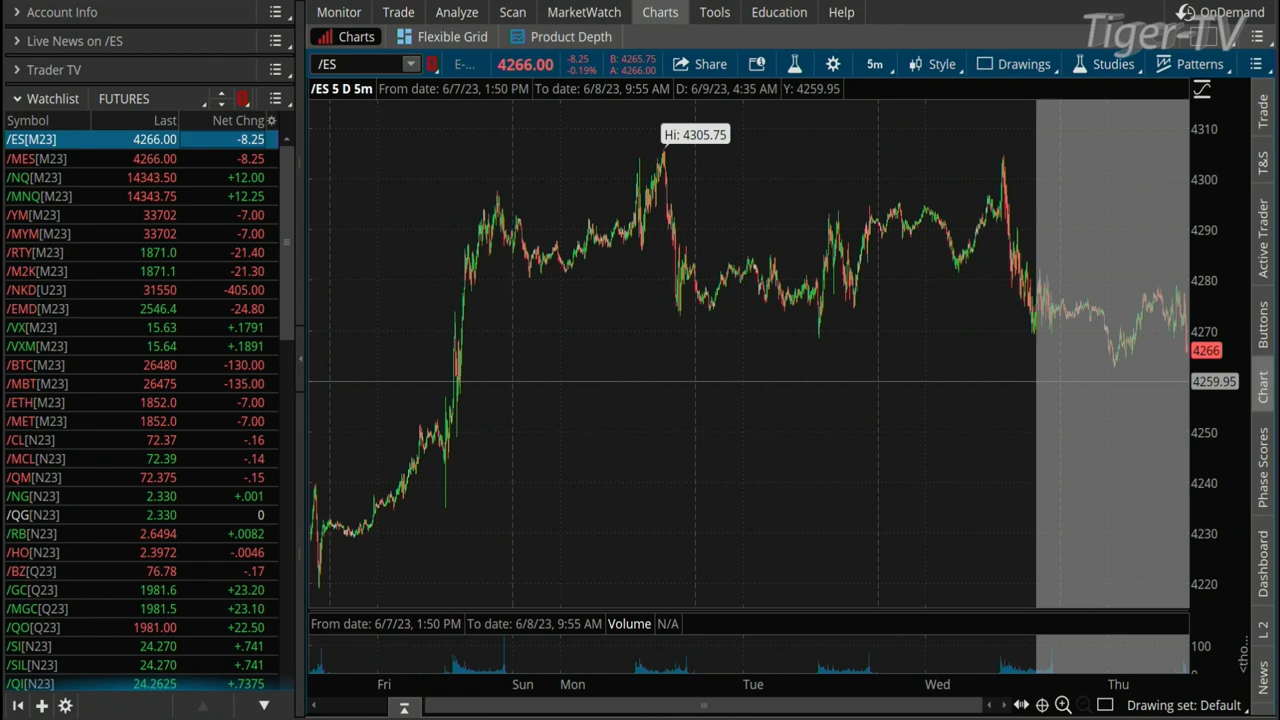 Account Info
Live News on /ES
Trader TV
Watchlist FUTURES
Symbol Last Net Chng
/ES[M23] 4266.00 -8.25
/MES[M23] 4266.00 -8.25
/NQ[M23] 14343.50 +12.00
/MNQ[M23] 14343.75 +12.25
/YM[M23] 33702 -7.00
/MYM[M23] 33702 -7.00
/RTY[M23] 1871.0 -21.40
/M2K[M23] 1871.1 -21.30
/NKD[U23] 31550 -405.00
/EMD[M23] 2546.4 -24.80
/VX[M23] 15.63 +.1791
/VXM[M23] 15.64 +.1891
/BTC[M23] 26480 -130.00
/MBT[M23] 26475 -135.00
/ETH[M23] 1852.0 -7.00
/MET[M23] 1852.0 -7.00
/CL[N23] 72.37 -.16
/MCL[N23] 72.39 -.14
/QM[N23] 72.375 -.15
/NG[N23] 2.330 +.001
/QG[N23] 2.330 0
/RB[N23] 2.6494 +.0082
/HO[N23] 2.3972 -.0046
/BZ[Q23] 76.78 -.17
/GC[Q23] 1981.6 +23.20
/MGC[Q23] 1981.5 +23.10
/QO[Q23] 1981.00 +22.50
/SI[N23] 24.270 +.741
/SIL[N23] 24.270 +.741
/QI[N23] 24.2625 +.7375
Monitor Trade Analyze Scan MarketWatch Charts Tools Education Help
OnDemand
Tiger-TV
Charts Flexible Grid Product Depth
/ES E-... 4266.00 -8.25 -0.19% B: 4265.75 A: 4266.00 Share 5m Style Drawings Studies Patterns
/ES 5 D 5m From date: 6/7/23, 1:50 PM To date: 6/8/23, 9:55 AM D: 6/9/23, 4:35 AM Y: 4259.95
Hi: 4305.75
4310
4300
4290
4280
4270
4266
4259.95
4250
4240
4230
4220
From date: 6/7/23, 1:50 PM To date: 6/8/23, 9:55 AM Volume N/A
100
0
<tho...
Fri Sun Mon Tue Wed Thu
Drawing set: Default
Trade
T&S
Active Trader
Buttons
Chart
Phase Scores
Dashboard
L 2
News